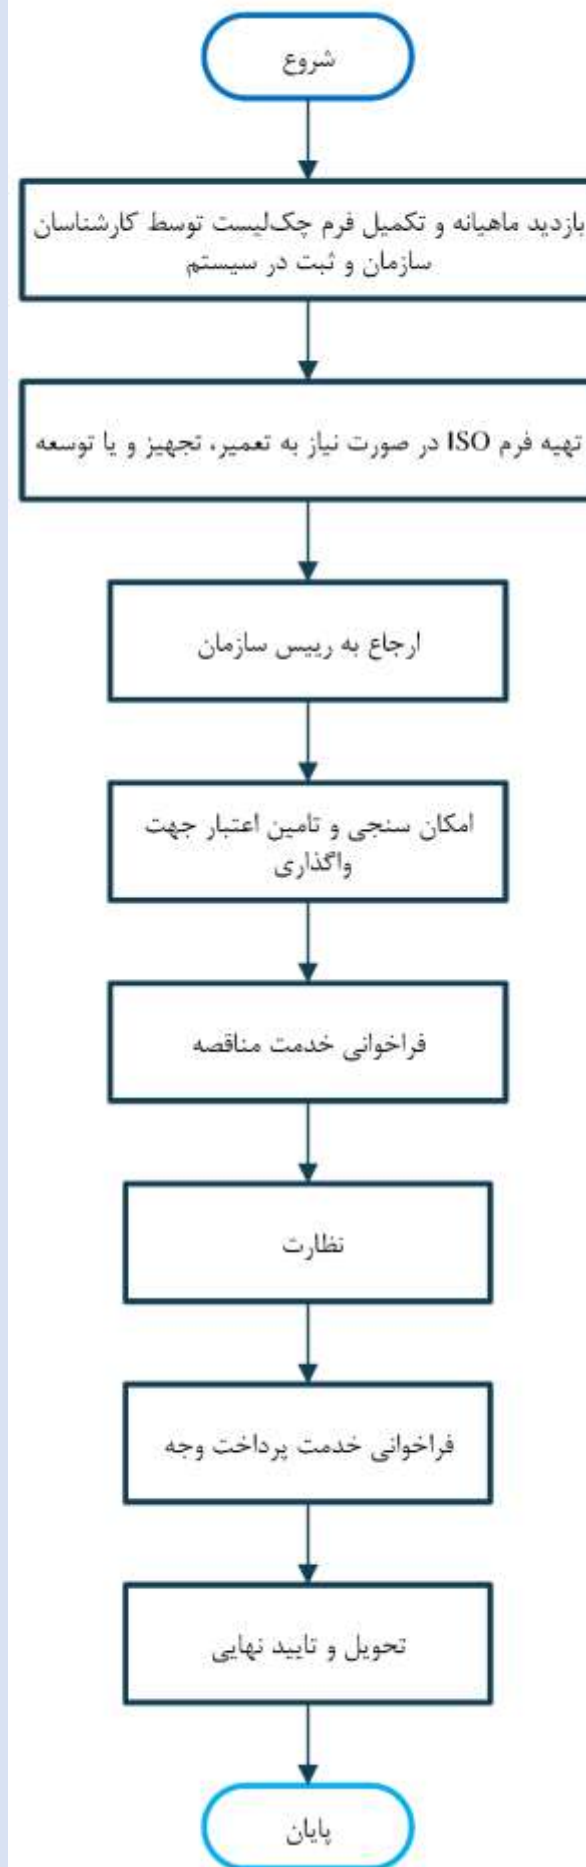 شروع
بازدید ماهیانه و تکمیل فرم چک‌لیست توسط کارشناسان
سازمان و ثبت در سیستم
تهیه فرم ISO در صورت نیاز به تعمیر، تجهیز و یا توسعه
ارجاع به رییس سازمان
امکان سنجی و تامین اعتبار جهت
واگذاری
فراخوانی خدمت مناقصه
نظارت
فراخوانی خدمت پرداخت وجه
تحویل و تایید نهایی
پایان